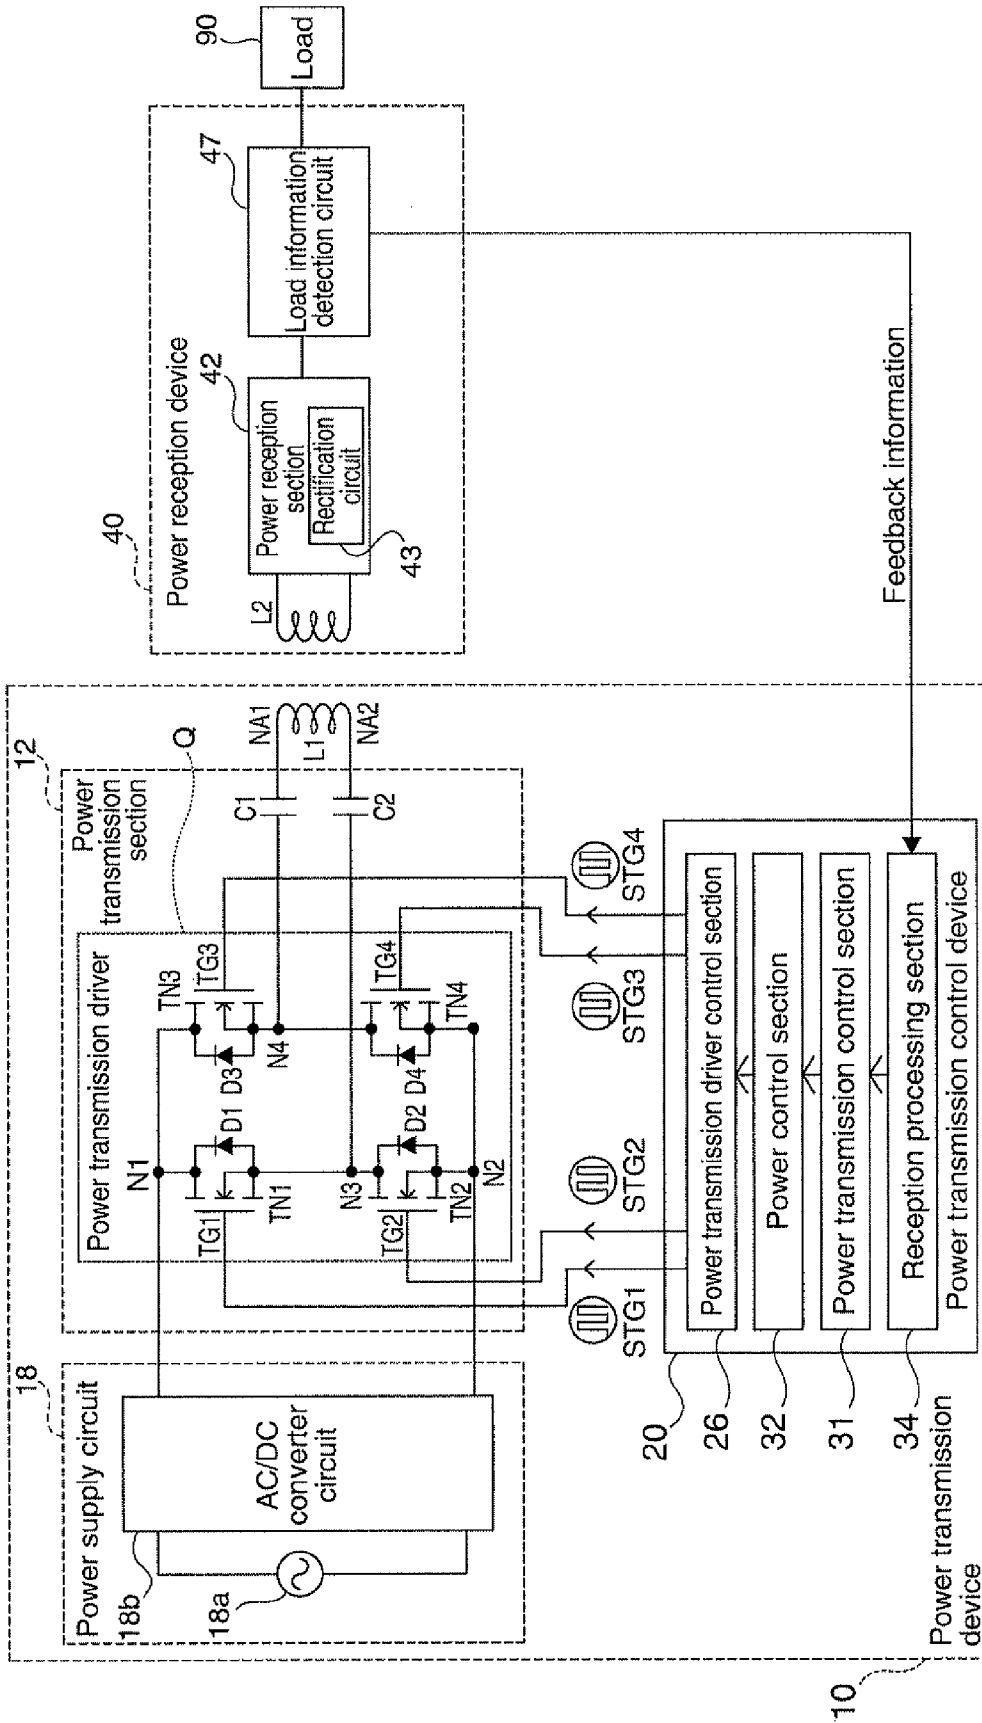 10
Power transmission
device
18
Power supply circuit
18b
18a
AC/DC
converter
circuit
12
Power
transmission
section
Q
Power transmission driver
N1
TG1
D1
TN1
N3
TG2
D2
TN2
N2
TN3
TG3
D3
N4
TG4
D4
TN4
C1
C2
NA1
L1
NA2
STG1
STG2
STG3
STG4
20
26
Power transmission driver control section
32
Power control section
31
Power transmission control section
34
Reception processing section
Power transmission control device
Feedback information
40
Power reception device
L2
42
Power reception
section
Rectification
circuit
43
47
Load information
detection circuit
90
Load